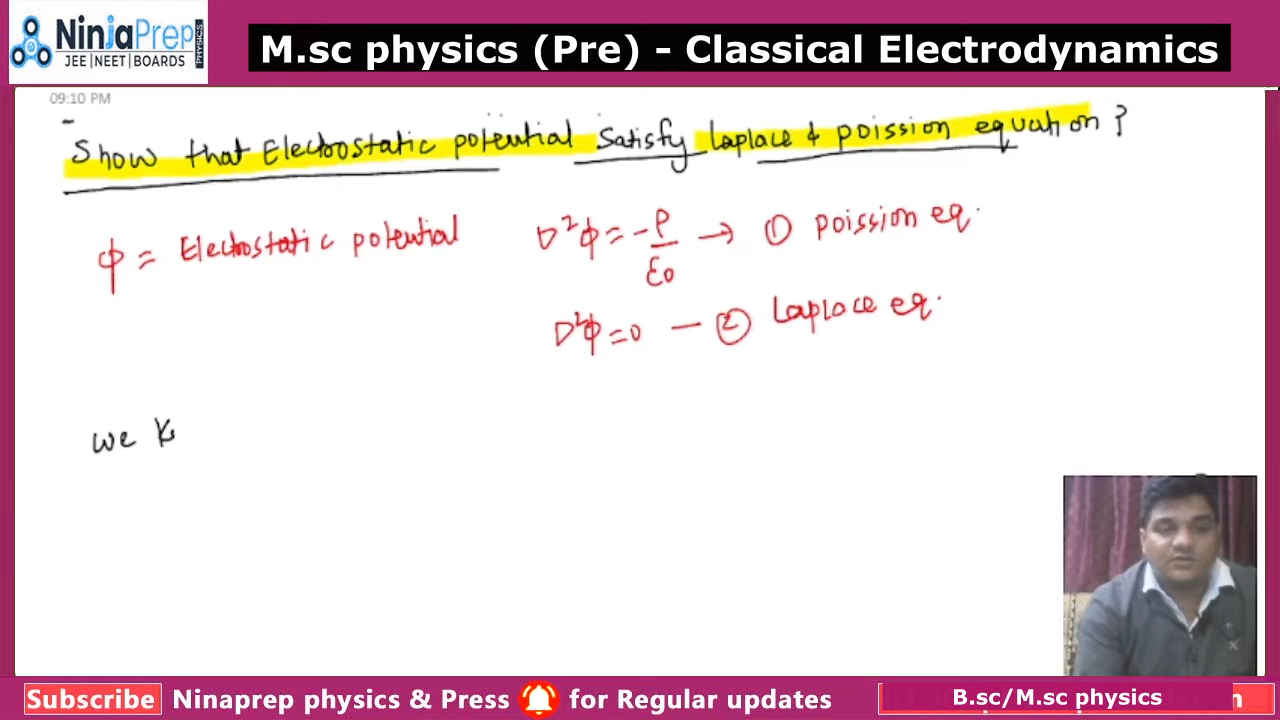 NinjaPrep
JEE|NEET|BOARDS
PHYSICS
M.sc physics (Pre) - Classical Electrodynamics
09:10 PM
Show that Electrostatic potential Satisfy laplace & poission equation ?
ϕ = Electrostatic potential
∇²ϕ = -ρ/ε0 → ① poission eq.
∇²ϕ = 0 — ② Laplace eq.
we K
Subscribe Ninaprep physics & Press for Regular updates
B.sc/M.sc physics